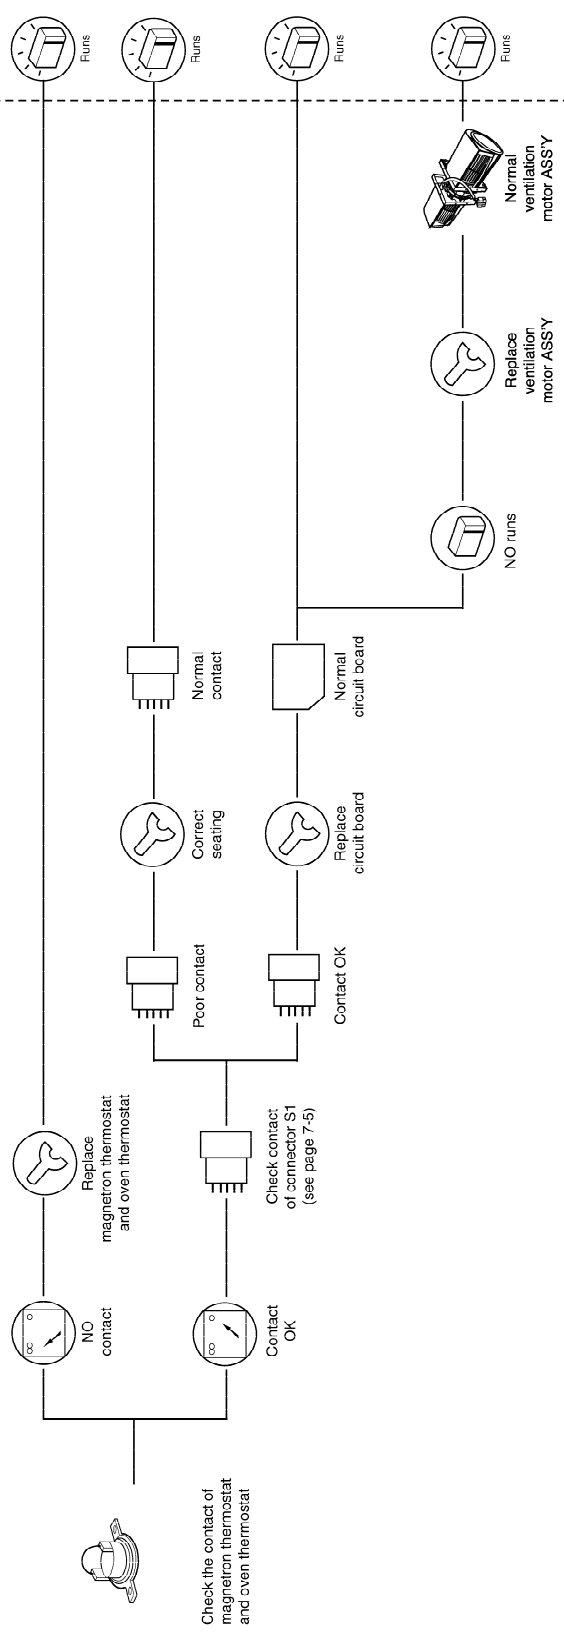 Check the contact of
magnetron thermostat
and oven thermostat
NO
contact
Replace
magnetron thermostat
and oven thermostat
Runs
Contact
OK
Check contact
of connector S1
(see page 7-5)
Poor contact
Correct
seating
Normal
contact
Runs
Contact OK
Replace
circuit board
Normal
circuit board
Runs
NO runs
Replace
ventilation
motor ASS'Y
Normal
ventilation
motor ASS'Y
Runs